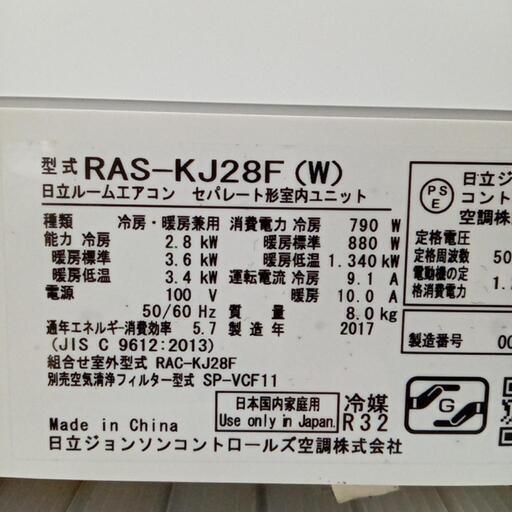 型式 RAS-KJ28F (W)
日立ルームエアコン セパレート形室内ユニット
種類 冷房・暖房兼用 消費電力 冷房 790 W
能力 冷房 2.8 kW 暖房標準 880 W
暖房標準 3.6 kW 暖房低温 1.340 kW
暖房低温 3.4 kW 運転電流 冷房 9.1 A
電源 100 V 暖房 10.0 A
50/60 Hz 質量 8.0kg
通年エネルギー消費効率 5.7 製造年 2017
(JIS C 9612:2013)
組合せ室外型式 RAC-KJ28F
別売空気清浄フィルター型式 SP-VCF11
Made in China
日本国内家庭用
Use only in Japan.
冷媒
R32
日立ジョンソンコントロールズ空調株式会社
PS
E
日立ジョ
コント
空調株
定格電圧
定格周波数 50
電動機の定
格消費電力 1.
製造番号 00
G